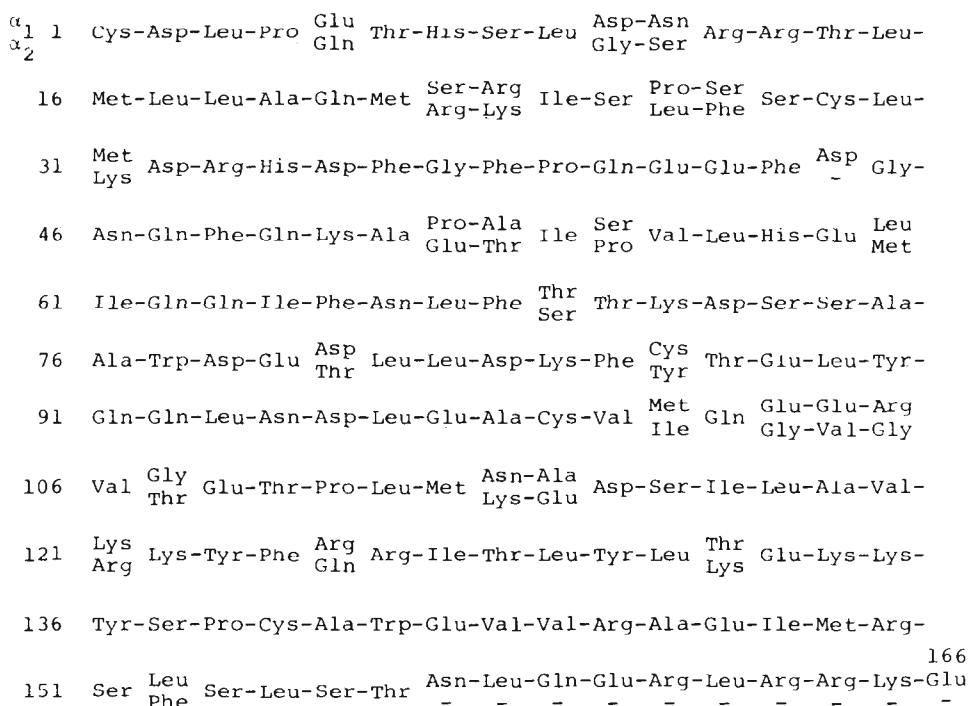 α1 Glu Asp-Asn
1 Cys-Asp-Leu-Pro Thr-His-Ser-Leu Arg-Arg-Thr-Leu-
α2 Gln Gly-Ser
Ser-Arg Pro-Ser
16 Met-Leu-Leu-Ala-Gln-Met Ile-Ser Ser-Cys-Leu-
Arg-Lys Leu-Phe
Met Asp
31 Asp-Arg-His-Asp-Phe-Gly-Phe-Pro-Gln-Glu-Glu-Phe Gly-
Lys -
Pro-Ala Ser Leu
46 Asn-Gln-Phe-Gln-Lys-Ala Ile Val-Leu-His-Glu
Glu-Thr Pro Met
Thr
61 Ile-Gln-Gln-Ile-Phe-Asn-Leu-Phe Thr-Lys-Asp-Ser-Ser-Ala-
Ser
Asp Cys
76 Ala-Trp-Asp-Glu Leu-Leu-Asp-Lys-Phe Thr-Glu-Leu-Tyr-
Thr Tyr
Met Glu-Glu-Arg
91 Gln-Gln-Leu-Asn-Asp-Leu-Glu-Ala-Cys-Val Gln
Ile Gly-Val-Gly
Gly Asn-Ala
106 Val Glu-Thr-Pro-Leu-Met Asp-Ser-Ile-Leu-Ala-Val-
Thr Lys-Glu
Lys Arg Thr
121 Lys-Tyr-Phe Arg-Ile-Thr-Leu-Tyr-Leu Glu-Lys-Lys-
Arg Gln Lys
136 Tyr-Ser-Pro-Cys-Ala-Trp-Glu-Val-Val-Arg-Ala-Glu-Ile-Met-Arg-
166
Leu Asn-Leu-Gln-Glu-Arg-Leu-Arg-Arg-Lys-Glu
151 Ser Ser-Leu-Ser-Thr
Phe - - - - - - - - - -